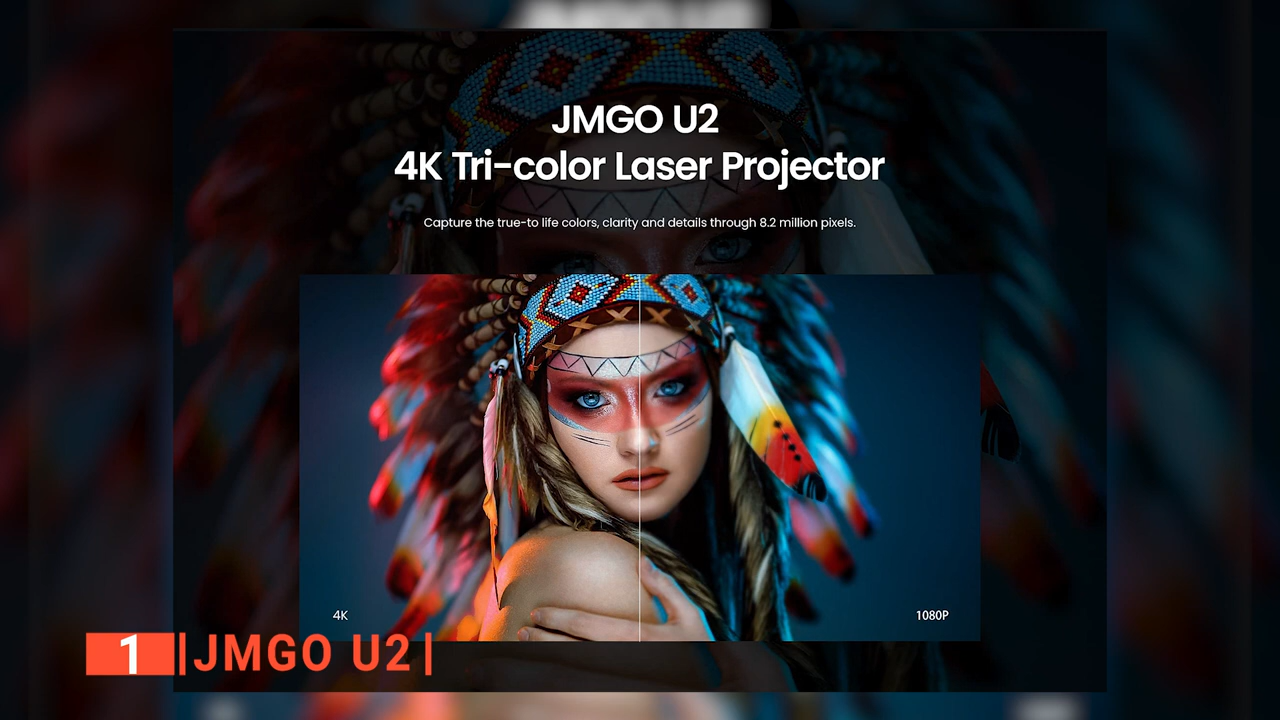 JMGO U2
4K Tri-color Laser Projector
Capture the true-to life colors, clarity and details through 8.2 million pixels.
4K
1080P
1 |JMGO U2|